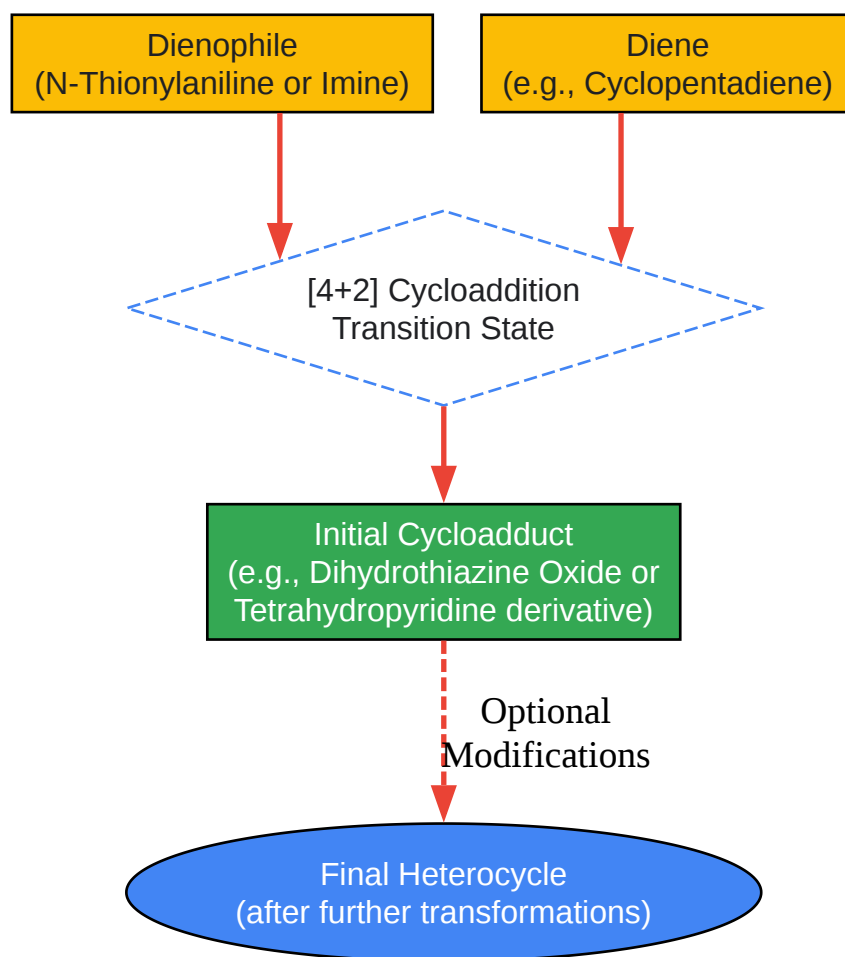 Dienophile
(N-Thionylaniline or Imine)
Diene
(e.g., Cyclopentadiene)
[4+2] Cycloaddition
Transition State
Initial Cycloadduct
(e.g., Dihydrothiazine Oxide or
Tetrahydropyridine derivative)
Optional
Modifications
Final Heterocycle
(after further transformations)